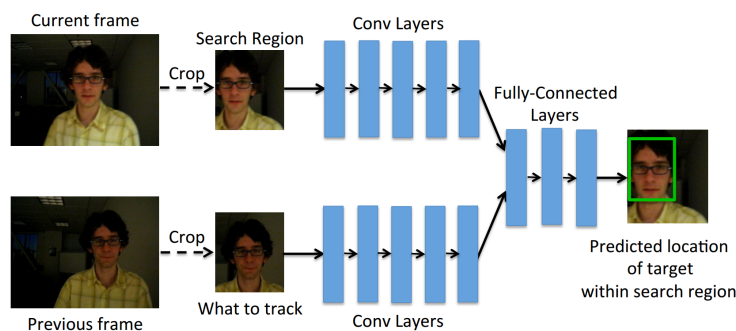 Current frame
Crop
Search Region
Conv Layers
Fully-Connected
Layers
Previous frame
Crop
What to track
Conv Layers
Predicted location
of target
within search region